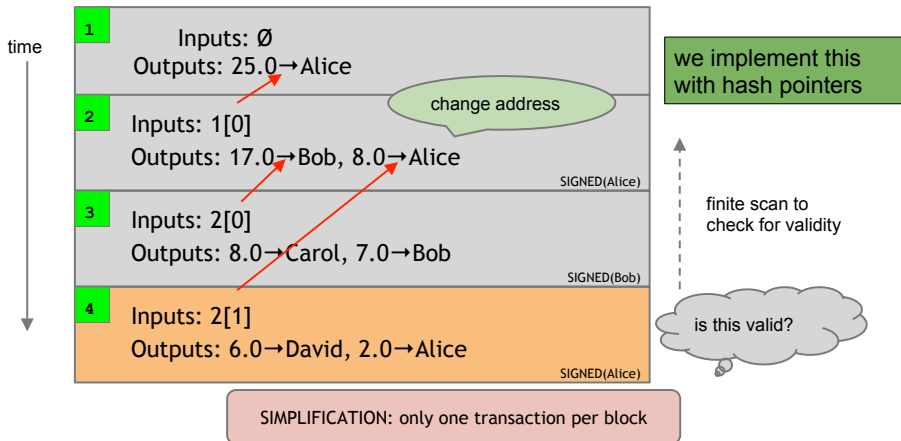 time
1
Inputs: Ø
Outputs: 25.0→Alice
we implement this
with hash pointers
change address
2
Inputs: 1[0]
Outputs: 17.0→Bob, 8.0→Alice
SIGNED(Alice)
3
Inputs: 2[0]
Outputs: 8.0→Carol, 7.0→Bob
SIGNED(Bob)
finite scan to
check for validity
4
Inputs: 2[1]
Outputs: 6.0→David, 2.0→Alice
SIGNED(Alice)
is this valid?
SIMPLIFICATION: only one transaction per block